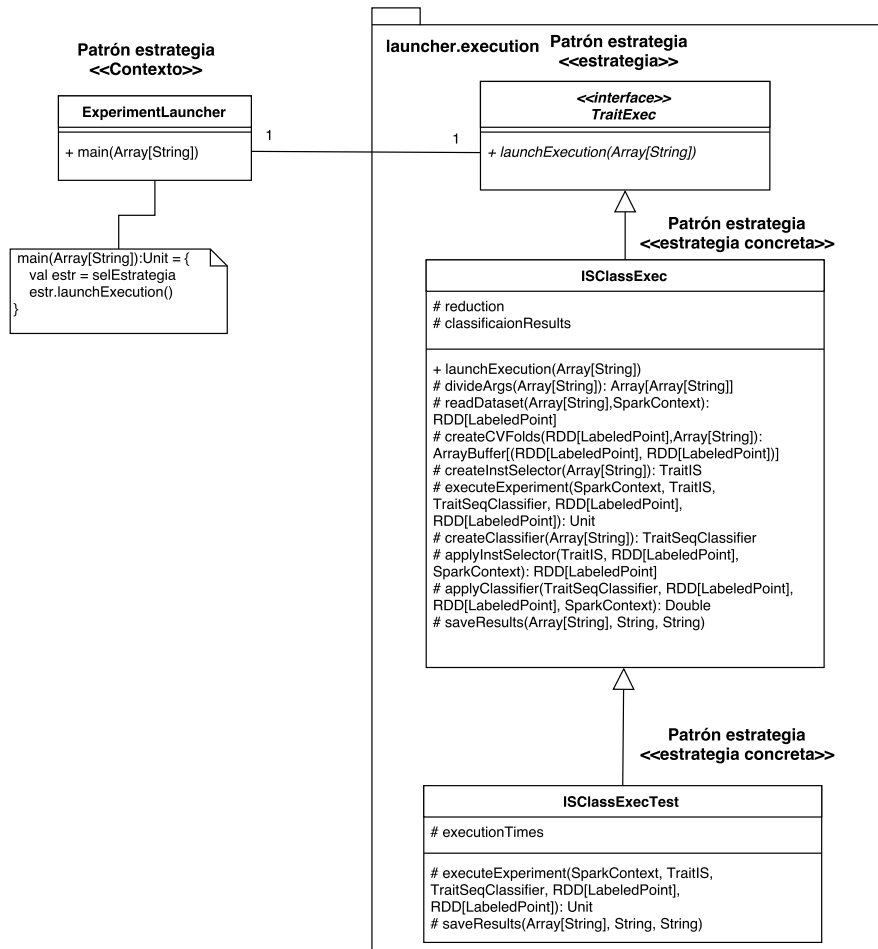 Patrón estrategia
<<Contexto>>
ExperimentLauncher
+ main(Array[String])
1
1
main(Array[String]):Unit = {
val estr = selEstrategia
estr.launchExecution()
}
launcher.execution
Patrón estrategia
<<estrategia>>
<<interface>>
TraitExec
+ launchExecution(Array[String])
Patrón estrategia
<<estrategia concreta>>
ISClassExec
# reduction
# classificaionResults
+ launchExecution(Array[String])
# divideArgs(Array[String]): Array[Array[String]]
# readDataset(Array[String],SparkContext):
RDD[LabeledPoint]
# createCVFolds(RDD[LabeledPoint],Array[String]):
ArrayBuffer[(RDD[LabeledPoint], RDD[LabeledPoint])]
# createInstSelector(Array[String]): TraitIS
# executeExperiment(SparkContext, TraitIS,
TraitSeqClassifier, RDD[LabeledPoint],
RDD[LabeledPoint]): Unit
# createClassifier(Array[String]): TraitSeqClassifier
# applyInstSelector(TraitIS, RDD[LabeledPoint],
SparkContext): RDD[LabeledPoint]
# applyClassifier(TraitSeqClassifier, RDD[LabeledPoint],
RDD[LabeledPoint], SparkContext): Double
# saveResults(Array[String], String, String)
Patrón estrategia
<<estrategia concreta>>
ISClassExecTest
# executionTimes
# executeExperiment(SparkContext, TraitIS,
TraitSeqClassifier, RDD[LabeledPoint],
RDD[LabeledPoint]): Unit
# saveResults(Array[String], String, String)